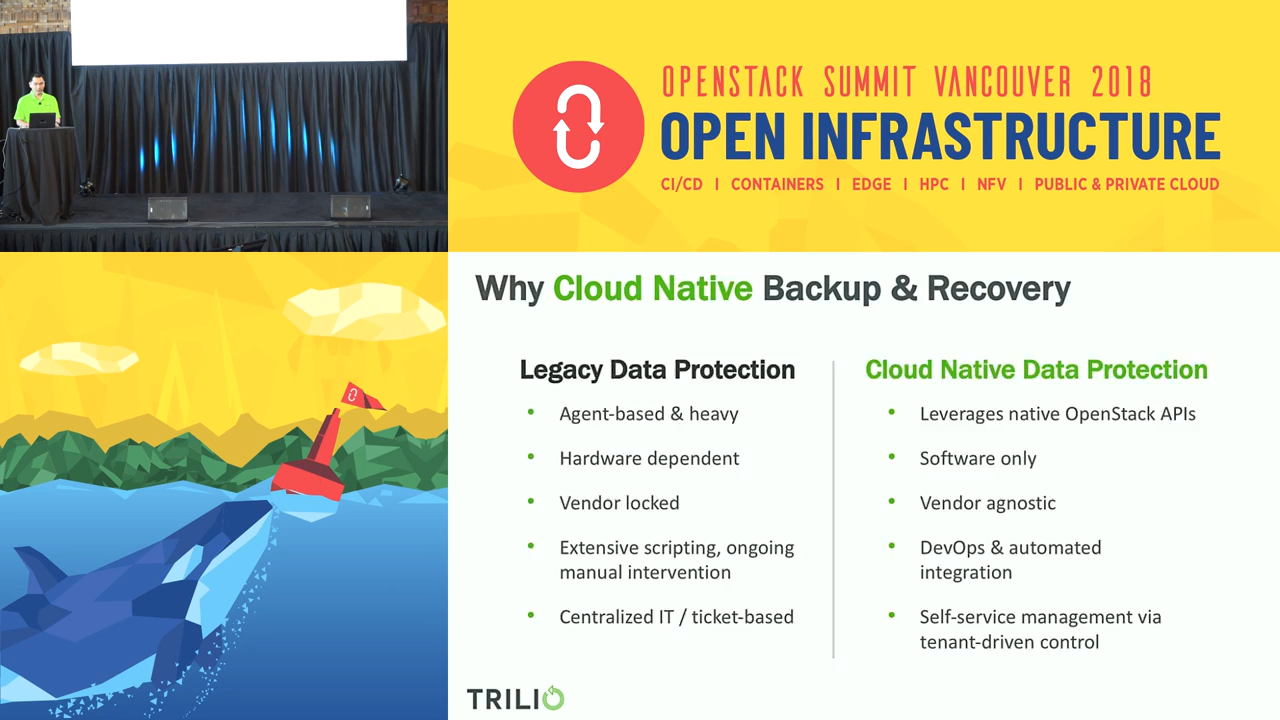 OPENSTACK SUMMIT VANCOUVER 2018
OPEN INFRASTRUCTURE
CI/CD | CONTAINERS | EDGE | HPC | NFV | PUBLIC & PRIVATE CLOUD
Why Cloud Native Backup & Recovery
Legacy Data Protection
• Agent-based & heavy
• Hardware dependent
• Vendor locked
• Extensive scripting, ongoing
manual intervention
• Centralized IT / ticket-based
Cloud Native Data Protection
• Leverages native OpenStack APIs
• Software only
• Vendor agnostic
• DevOps & automated
integration
• Self-service management via
tenant-driven control
TRILIO